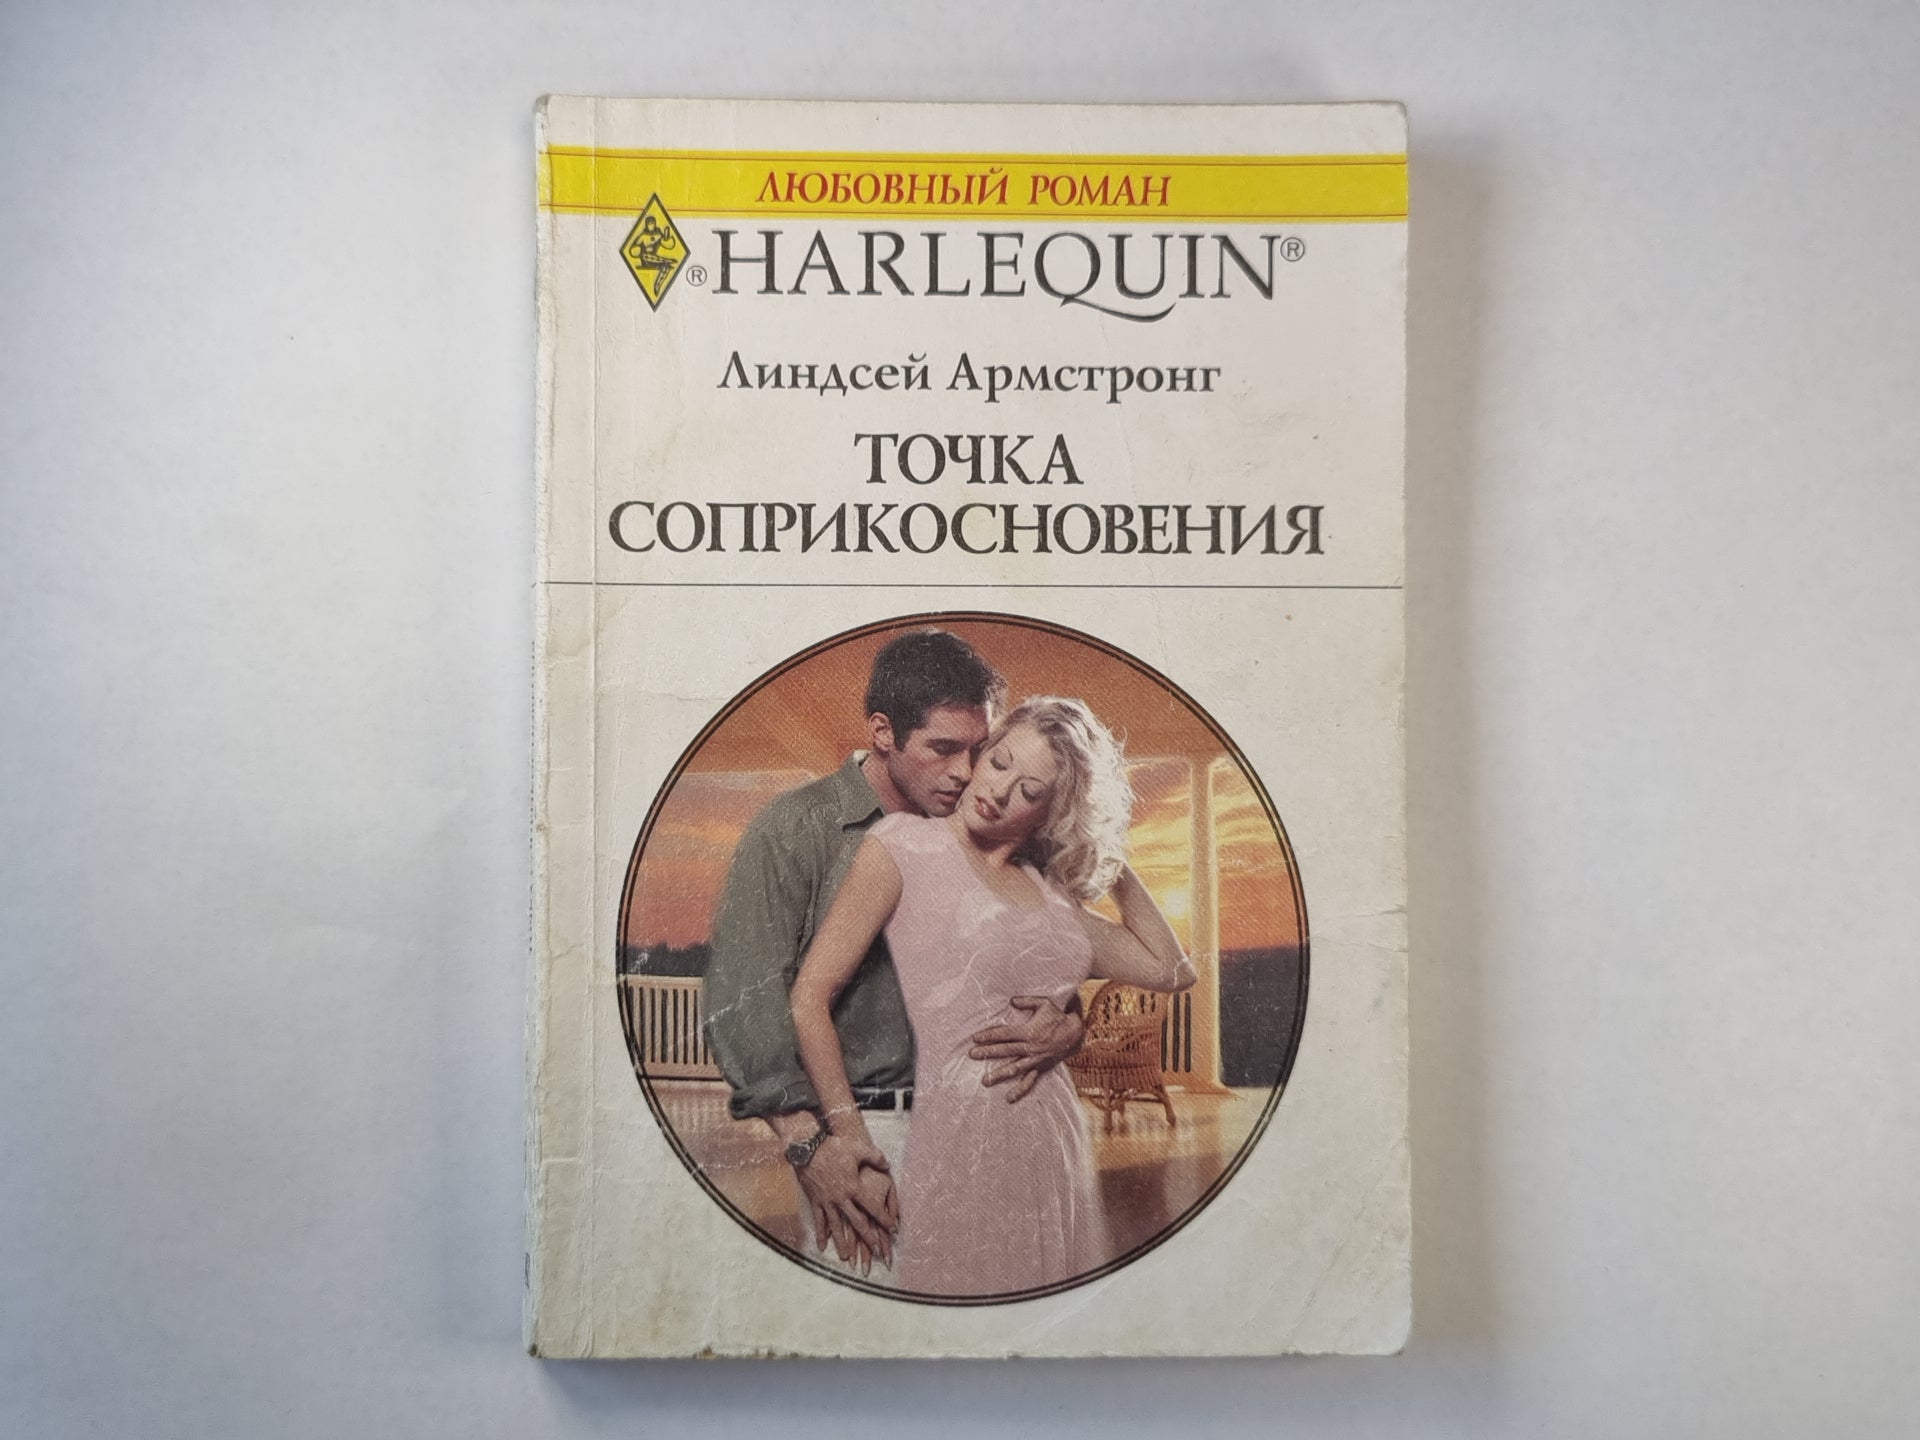 ЛЮБОВНЫЙ РОМАН
® HARLEQUIN®
Линдсей Армстронг
ТОЧКА
СОПРИКОСНОВЕНИЯ